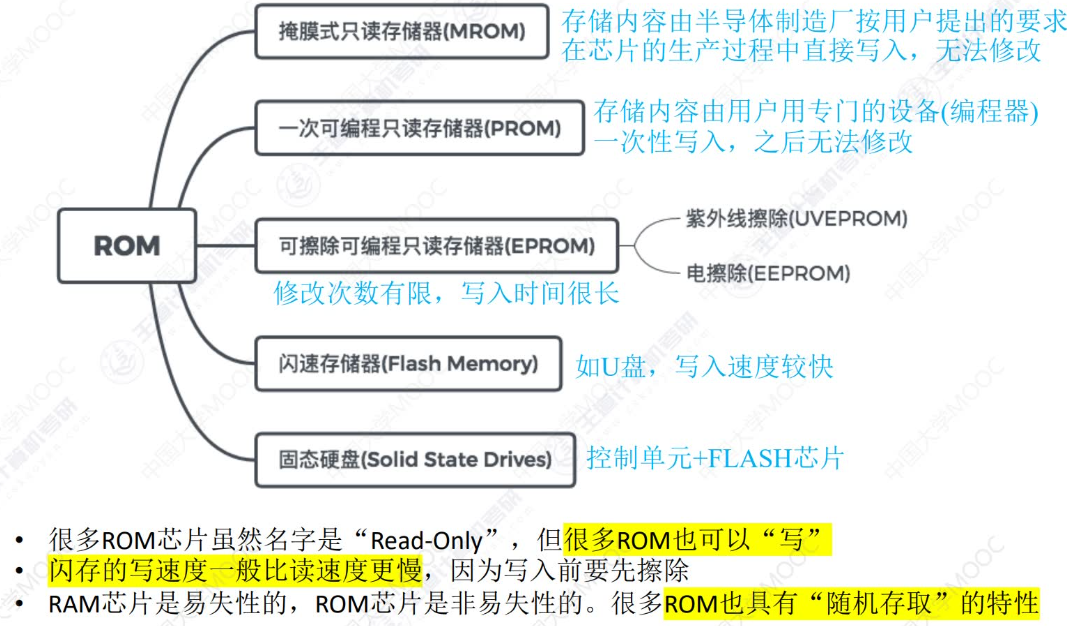 掩膜式只读存储器(MROM)
存储内容由半导体制造厂按用户提出的要求
在芯片的生产过程中直接写入，无法修改
一次可编程只读存储器(PROM)
存储内容由用户用专门的设备(编程器)
一次性写入，之后无法修改
ROM
可擦除可编程只读存储器(EPROM)
紫外线擦除(UVEPROM)
电擦除(EEPROM)
修改次数有限，写入时间很长
闪速存储器(Flash Memory)
如U盘，写入速度较快
固态硬盘(Solid State Drives)
控制单元+FLASH芯片
• 很多ROM芯片虽然名字是“Read-Only”，但很多ROM也可以“写”
• 闪存的写速度一般比读速度更慢，因为写入前要先擦除
• RAM芯片是易失性的，ROM芯片是非易失性的。很多ROM也具有“随机存取”的特性